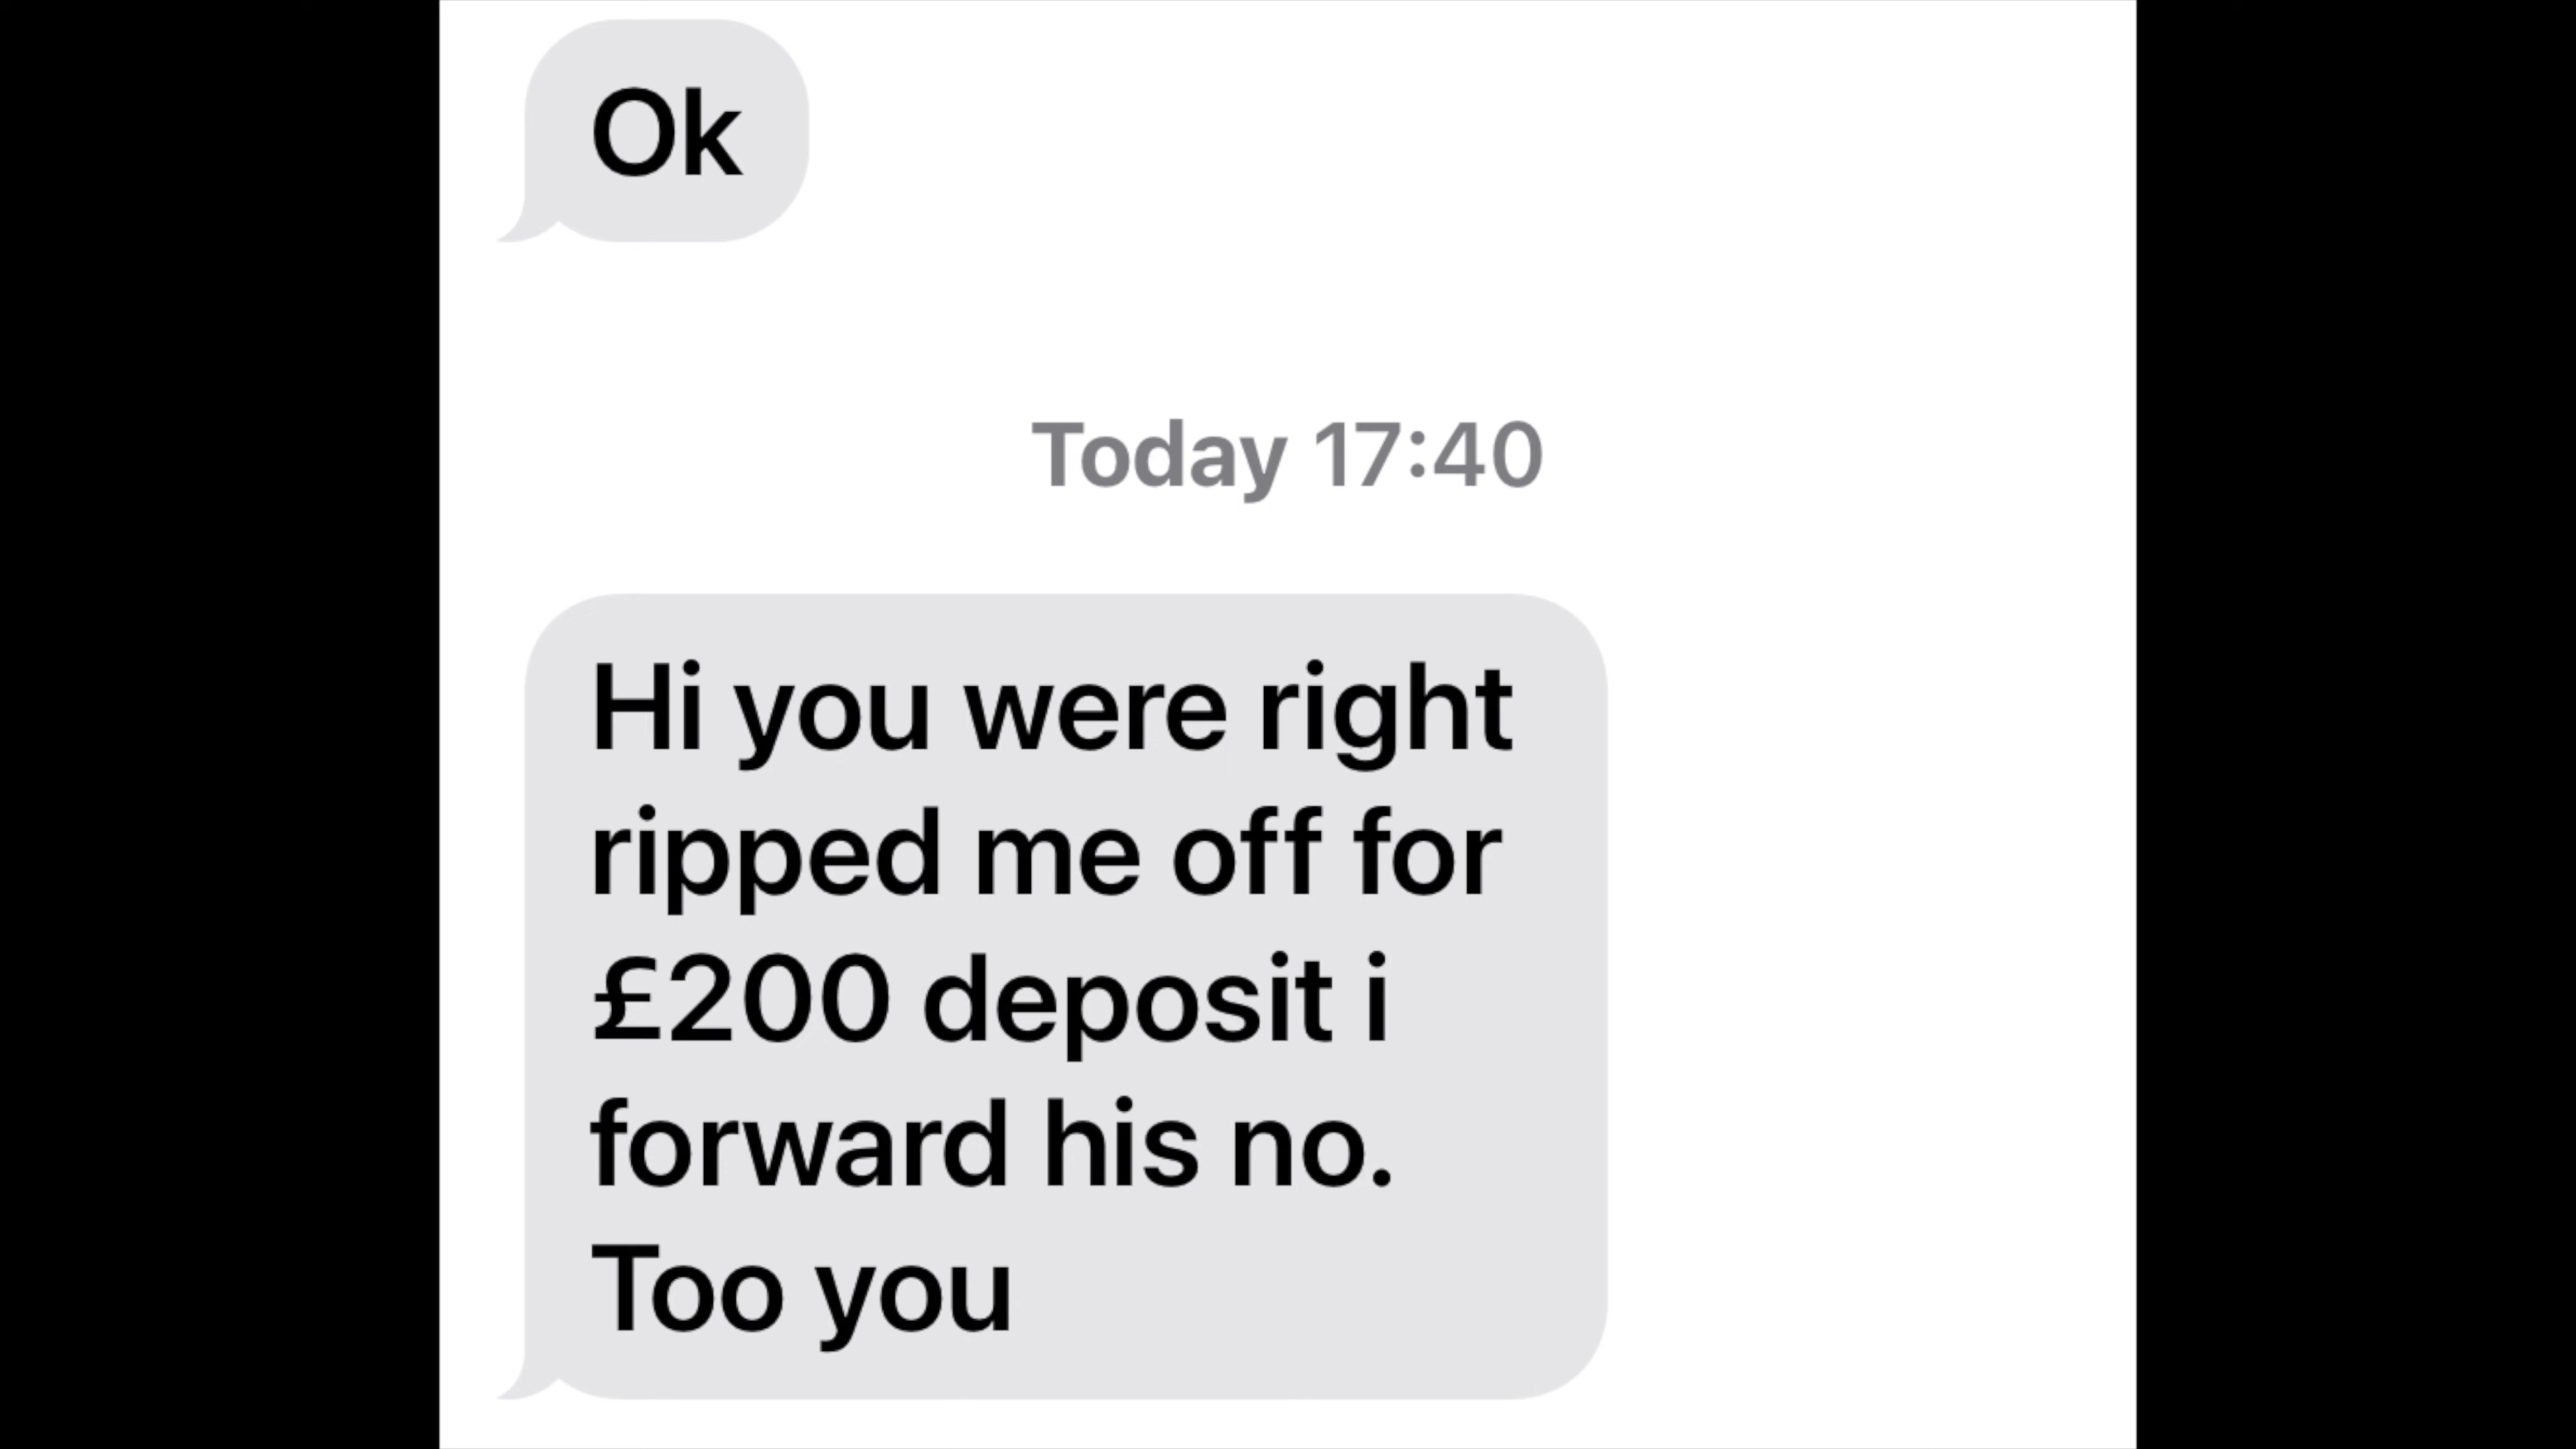 Ok
Today 17:40
Hi you were right
ripped me off for
£200 deposit i
forward his no.
Too you